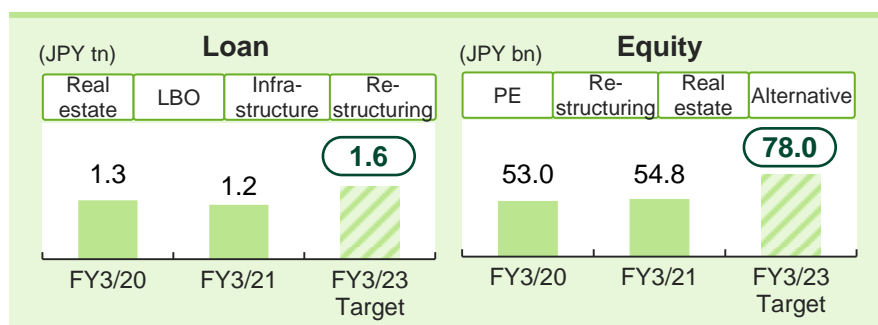 (JPY tn)
Loan
Real
estate
LBO
Infra-
structure
Re-
structuring
1.3
1.2
1.6
FY3/20
FY3/21
FY3/23
Target
(JPY bn)
Equity
PE
Re-
structuring
Real
estate
Alternative
53.0
54.8
78.0
FY3/20
FY3/21
FY3/23
Target